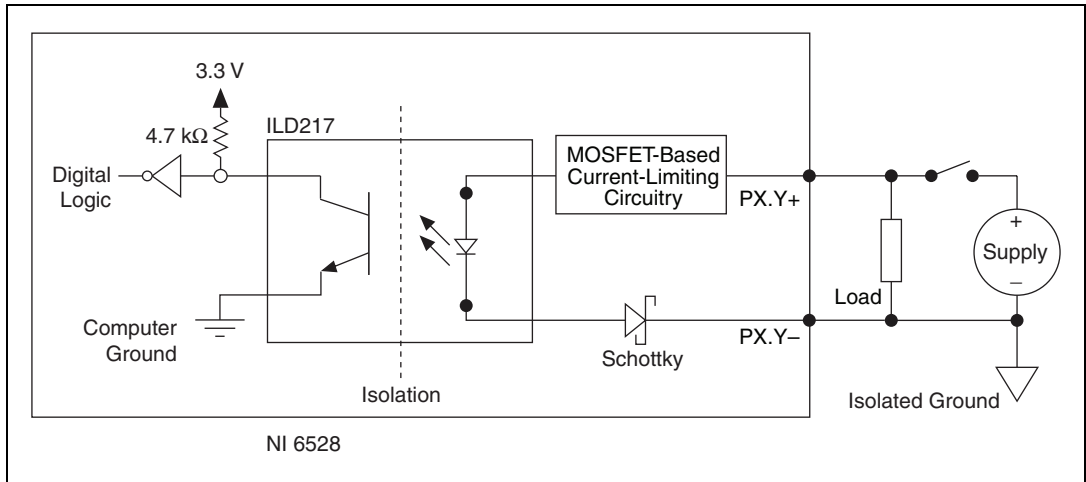 3.3 V
4.7 kΩ
ILD217
Digital
Logic
MOSFET-Based
Current-Limiting
Circuitry
PX.Y+
+
Supply
–
Load
Computer
Ground
PX.Y–
Schottky
Isolation
Isolated Ground
NI 6528